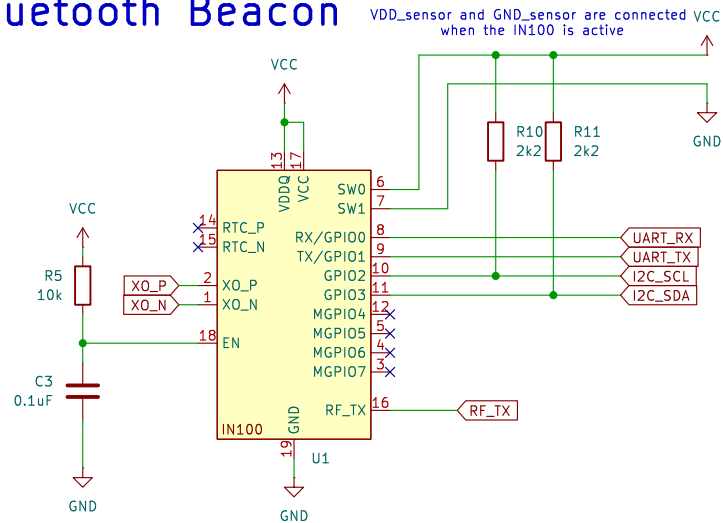 uetooth Beacon
VDD_sensor and GND_sensor are connected
when the IN100 is active
VCC
VCC
GND
R10
2k2
R11
2k2
13
17
VDDQ
VCC
6
SW0
7
SW1
VCC
14
RTC_P
15
RTC_N
8
RX/GPIO0
UART_RX
9
TX/GPIO1
UART_TX
R5
10k
XO_P
2
XO_P
10
GPIO2
I2C_SCL
XO_N
1
XO_N
11
GPIO3
I2C_SDA
12
MGPIO4
5
MGPIO5
18
EN
4
MGPIO6
3
MGPIO7
C3
0.1uF
16
RF_TX
RF_TX
GND
IN100
19
U1
GND
GND